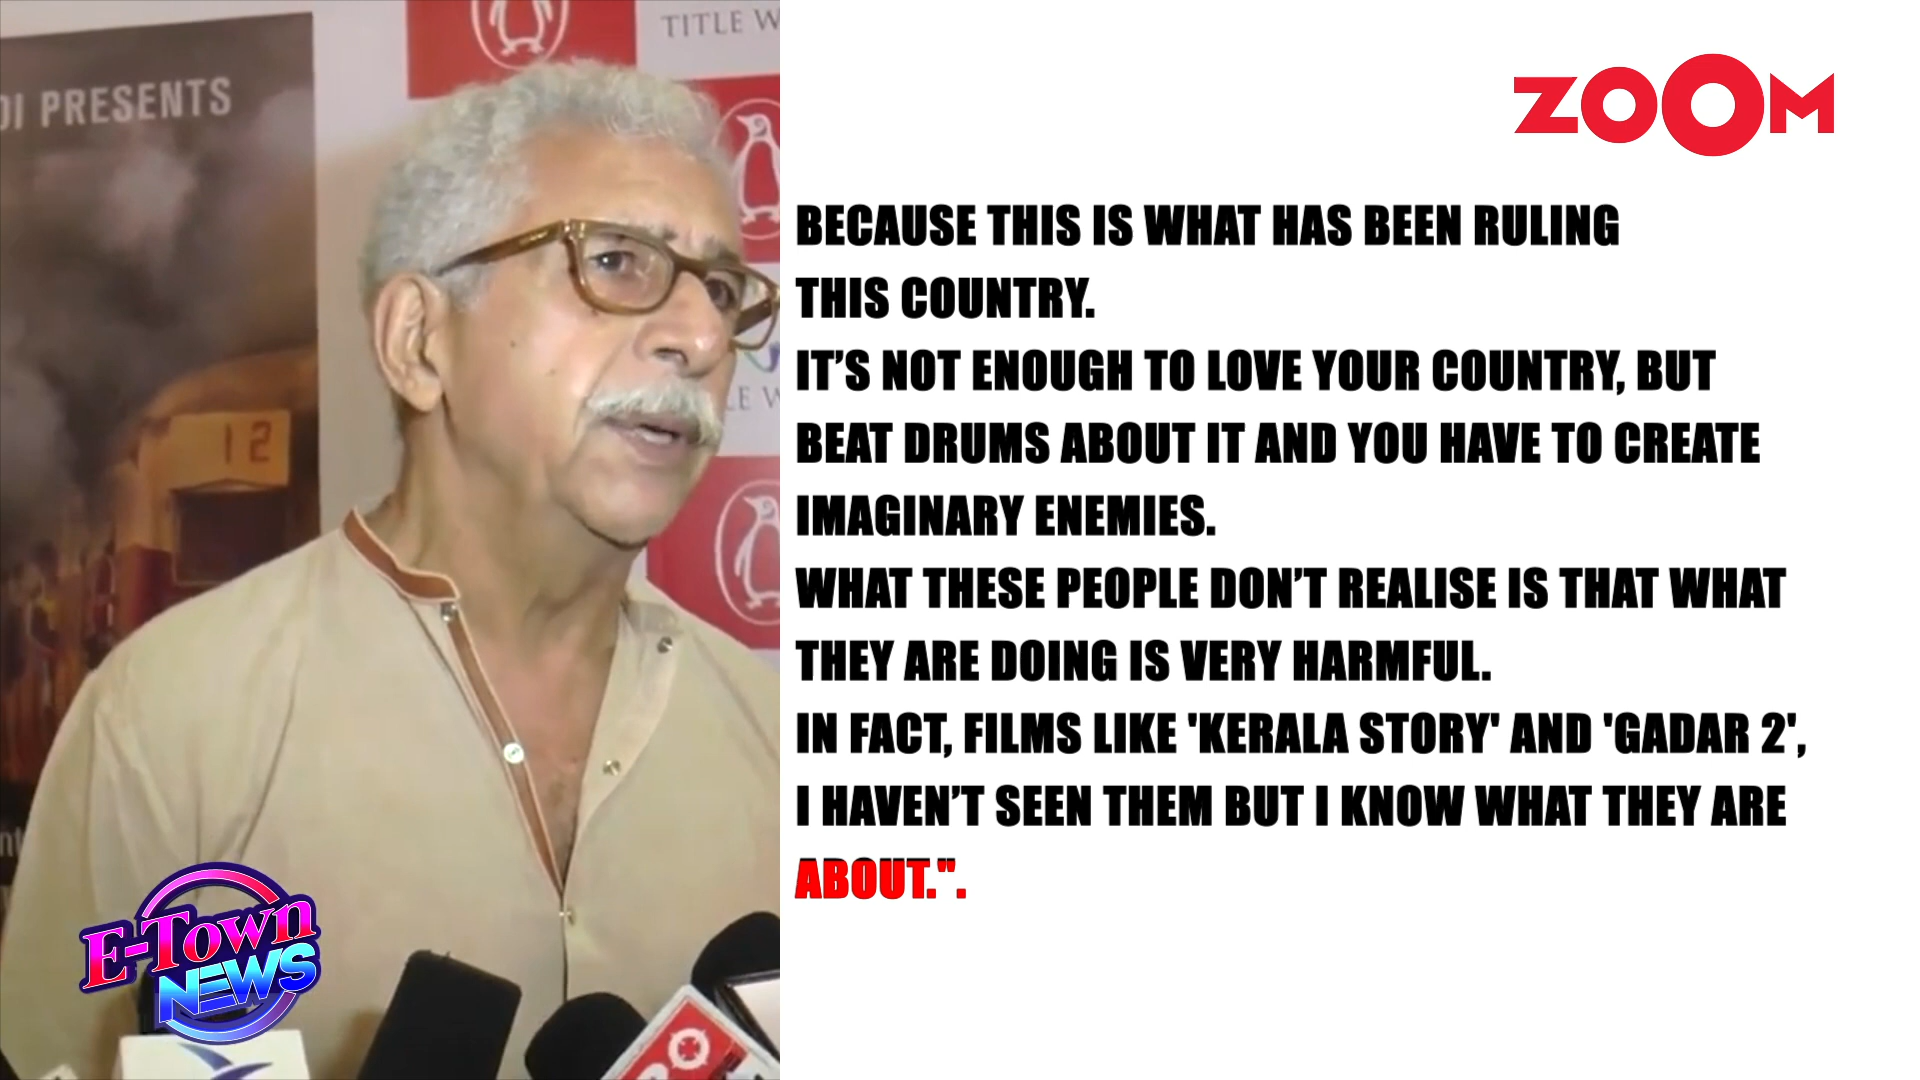 TITLE W
DI PRESENTS
ZOOM
BECAUSE THIS IS WHAT HAS BEEN RULING
THIS COUNTRY.
IT’S NOT ENOUGH TO LOVE YOUR COUNTRY, BUT
BEAT DRUMS ABOUT IT AND YOU HAVE TO CREATE
IMAGINARY ENEMIES.
WHAT THESE PEOPLE DON’T REALISE IS THAT WHAT
THEY ARE DOING IS VERY HARMFUL.
IN FACT, FILMS LIKE 'KERALA STORY' AND 'GADAR 2',
I HAVEN’T SEEN THEM BUT I KNOW WHAT THEY ARE
ABOUT.".
12
E-TOWN
NEWS